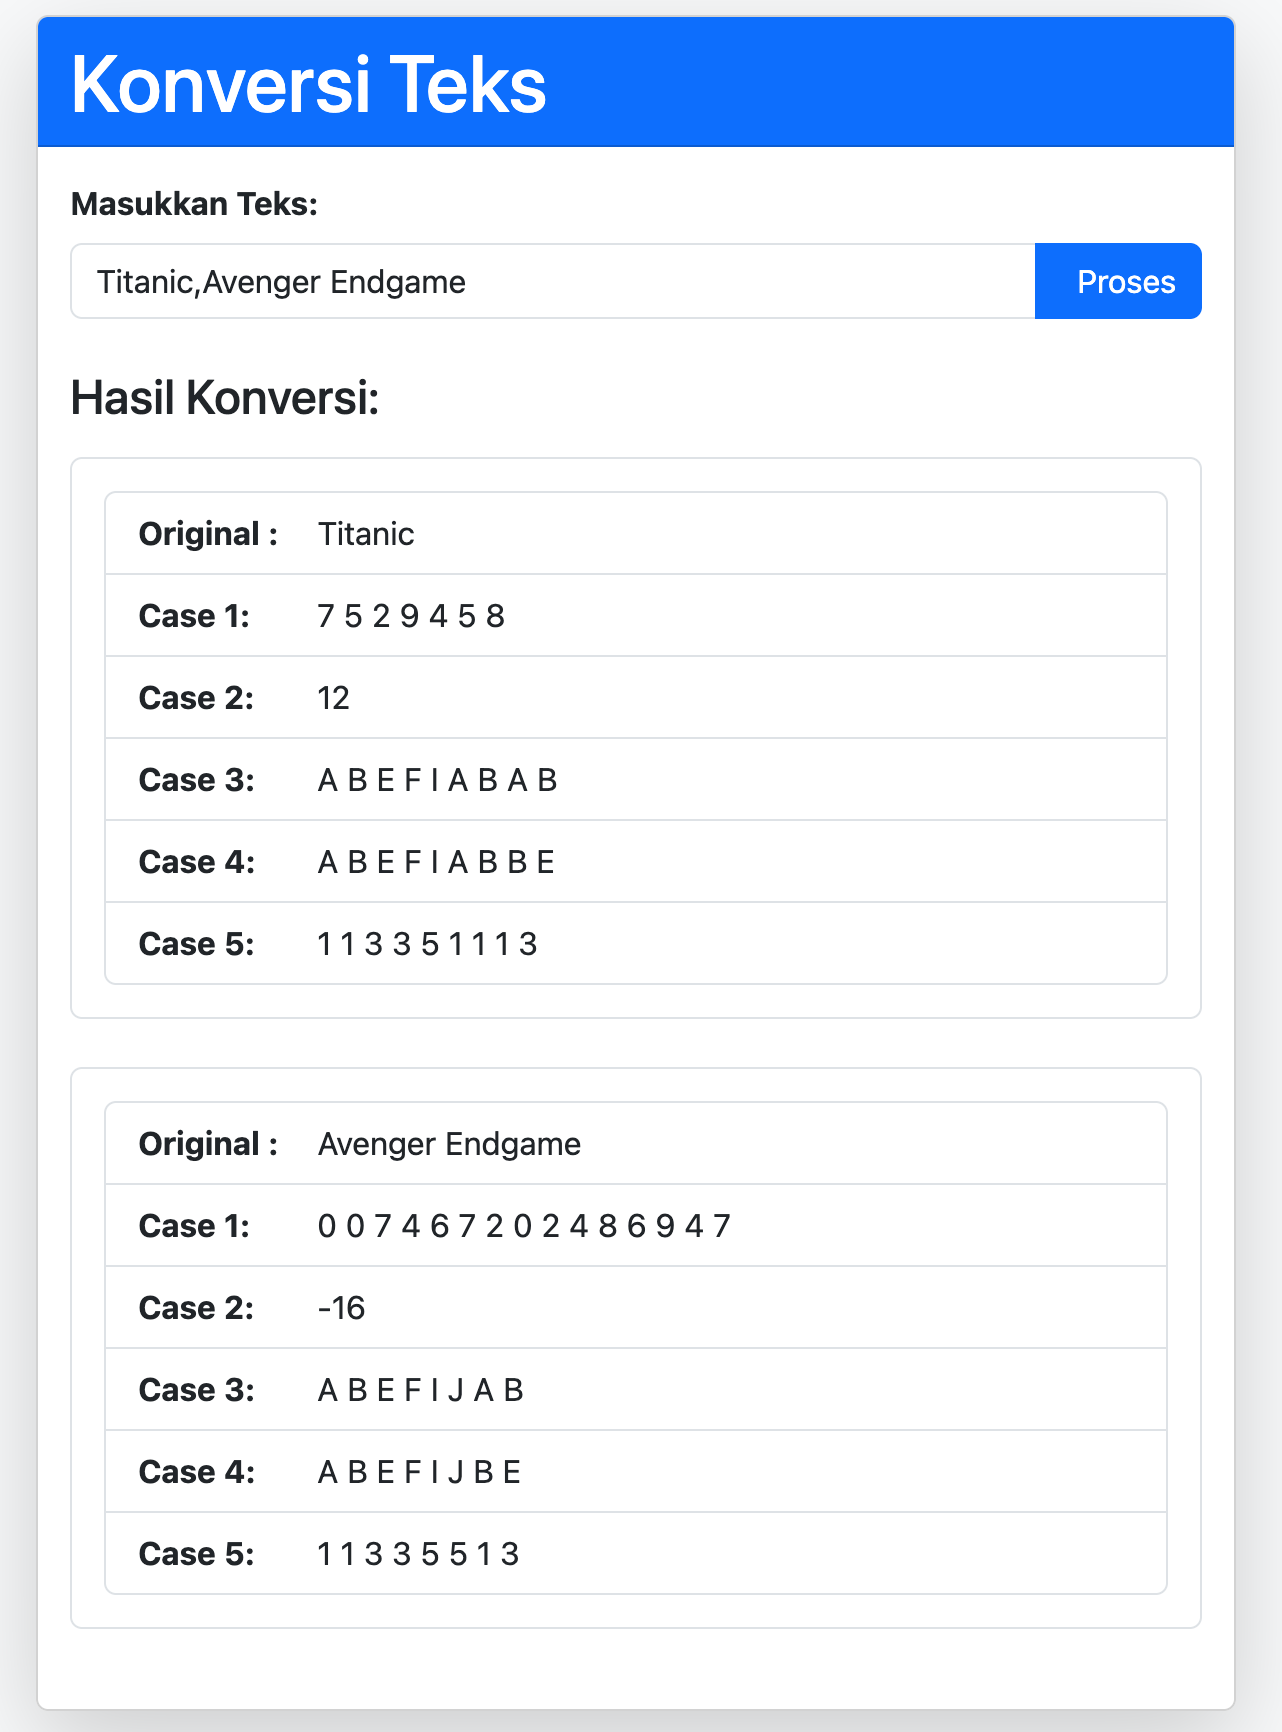 Konversi Teks
Masukkan Teks:
Titanic,Avenger Endgame
Proses
Hasil Konversi:
Original : Titanic
Case 1: 7 5 2 9 4 5 8
Case 2: 12
Case 3: A B E F I A B A B
Case 4: A B E F I A B B E
Case 5: 1 1 3 3 5 1 1 1 3
Original : Avenger Endgame
Case 1: 0 0 7 4 6 7 2 0 2 4 8 6 9 4 7
Case 2: -16
Case 3: A B E F I J A B
Case 4: A B E F I J B E
Case 5: 1 1 3 3 5 5 1 3